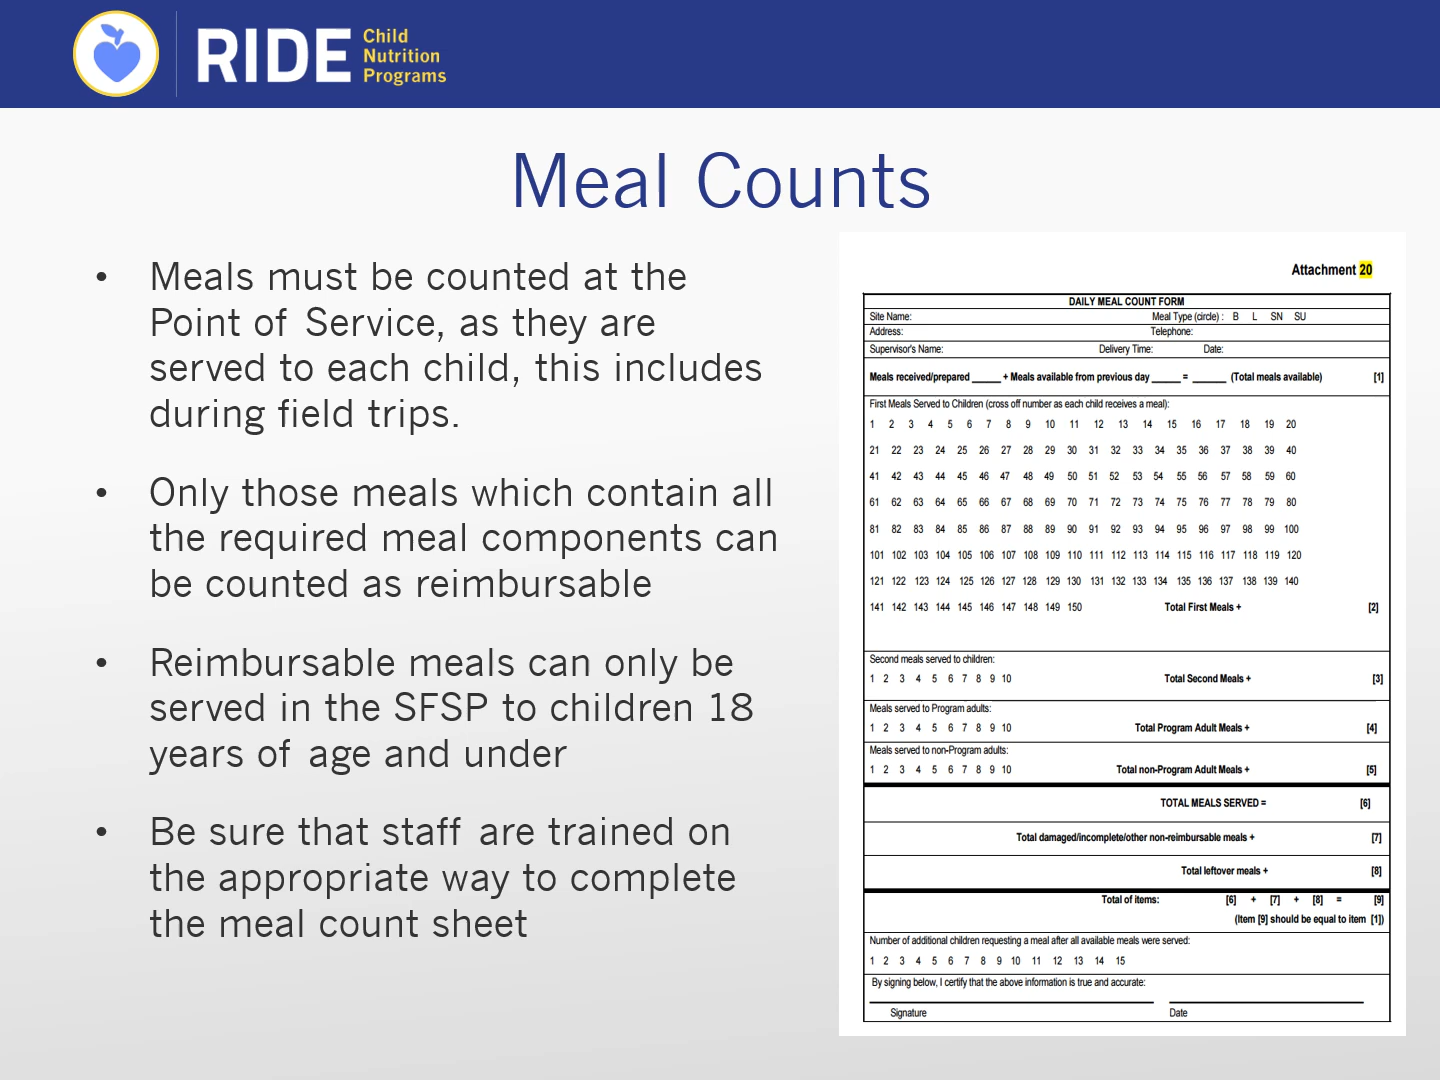 RIDE
Child
Nutrition
Programs
Meal Counts
• Meals must be counted at the
Point of Service, as they are
served to each child, this includes
during field trips.
• Only those meals which contain all
the required meal components can
be counted as reimbursable
• Reimbursable meals can only be
served in the SFSP to children 18
years of age and under
• Be sure that staff are trained on
the appropriate way to complete
the meal count sheet
Attachment 20
DAILY MEAL COUNT FORM
Site Name: Meal Type (circle) : B L SN SU
Address: Telephone:
Supervisor's Name: Delivery Time: Date:
Meals received/prepared _____ + Meals available from previous day _____ = ______ (Total meals available) [1]
First Meals Served to Children (cross off number as each child receives a meal):
1 2 3 4 5 6 7 8 9 10 11 12 13 14 15 16 17 18 19 20
21 22 23 24 25 26 27 28 29 30 31 32 33 34 35 36 37 38 39 40
41 42 43 44 45 46 47 48 49 50 51 52 53 54 55 56 57 58 59 60
61 62 63 64 65 66 67 68 69 70 71 72 73 74 75 76 77 78 79 80
81 82 83 84 85 86 87 88 89 90 91 92 93 94 95 96 97 98 99 100
101 102 103 104 105 106 107 108 109 110 111 112 113 114 115 116 117 118 119 120
121 122 123 124 125 126 127 128 129 130 131 132 133 134 135 136 137 138 139 140
141 142 143 144 145 146 147 148 149 150 Total First Meals + [2]
Second meals served to children:
1 2 3 4 5 6 7 8 9 10 Total Second Meals + [3]
Meals served to Program adults:
1 2 3 4 5 6 7 8 9 10 Total Program Adult Meals + [4]
Meals served to non-Program adults:
1 2 3 4 5 6 7 8 9 10 Total non-Program Adult Meals + [5]
TOTAL MEALS SERVED = [6]
Total damaged/incomplete/other non-reimbursable meals + [7]
Total leftover meals + [8]
Total of items: [6] + [7] + [8] = [9]
(Item [9] should be equal to item [1])
Number of additional children requesting a meal after all available meals were served:
1 2 3 4 5 6 7 8 9 10 11 12 13 14 15
By signing below, I certify that the above information is true and accurate:
Signature Date